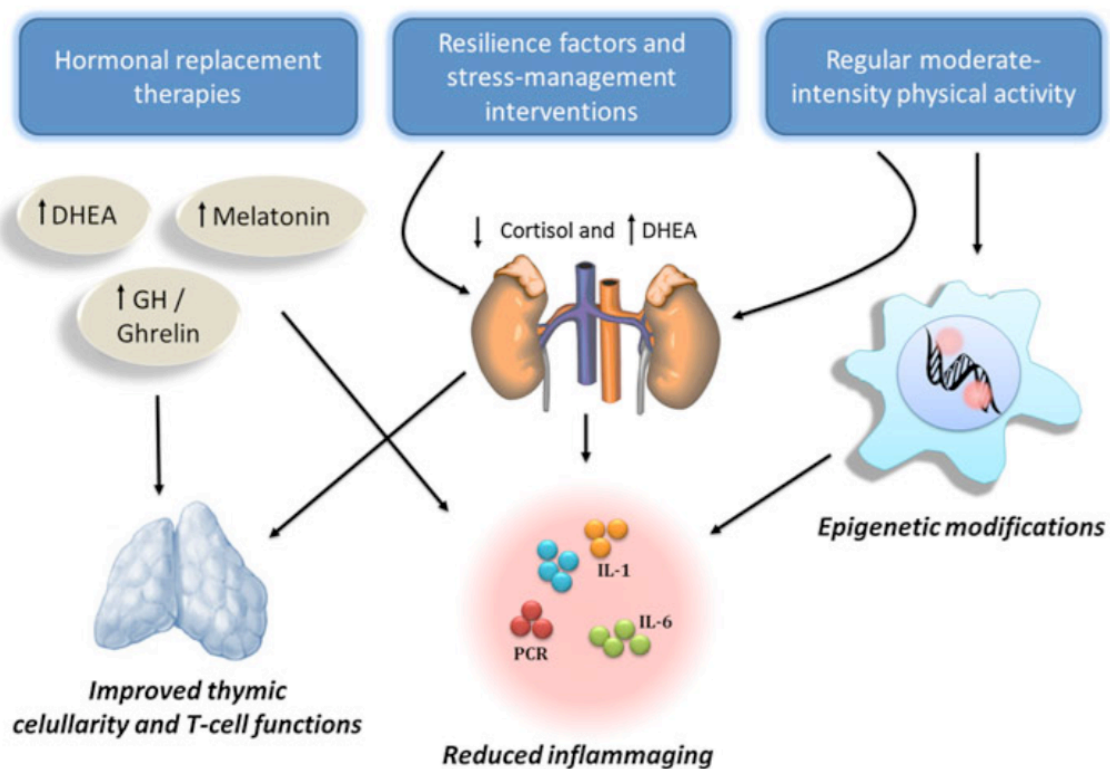 Hormonal replacement
therapies
Resilience factors and
stress-management
interventions
Regular moderate-
intensity physical activity
↑DHEA
↑ Melatonin
↑ GH /
Ghrelin
↓ Cortisol and ↑ DHEA
Epigenetic modifications
IL-1
PCR
IL-6
Improved thymic
celullarity and T-cell functions
Reduced inflammaging